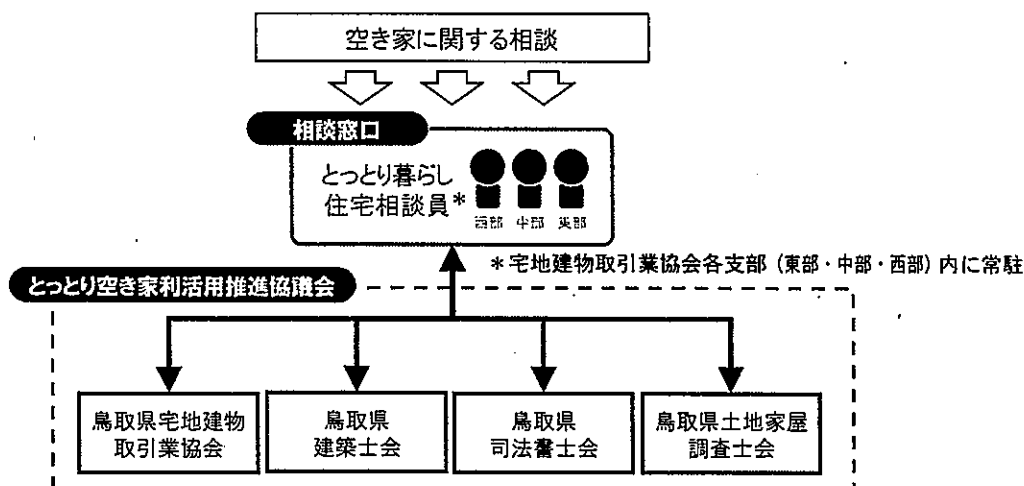 空き家に関する相談
相談窓口
とっとり暮らし
住宅相談員*
西部 中部 東部
*宅地建物取引業協会各支部(東部・中部・西部)内に常駐
とっとり空き家利活用推進協議会
鳥取県宅地建物
取引業協会
鳥取県
建築士会
鳥取県
司法書士会
鳥取県土地家屋
調査士会